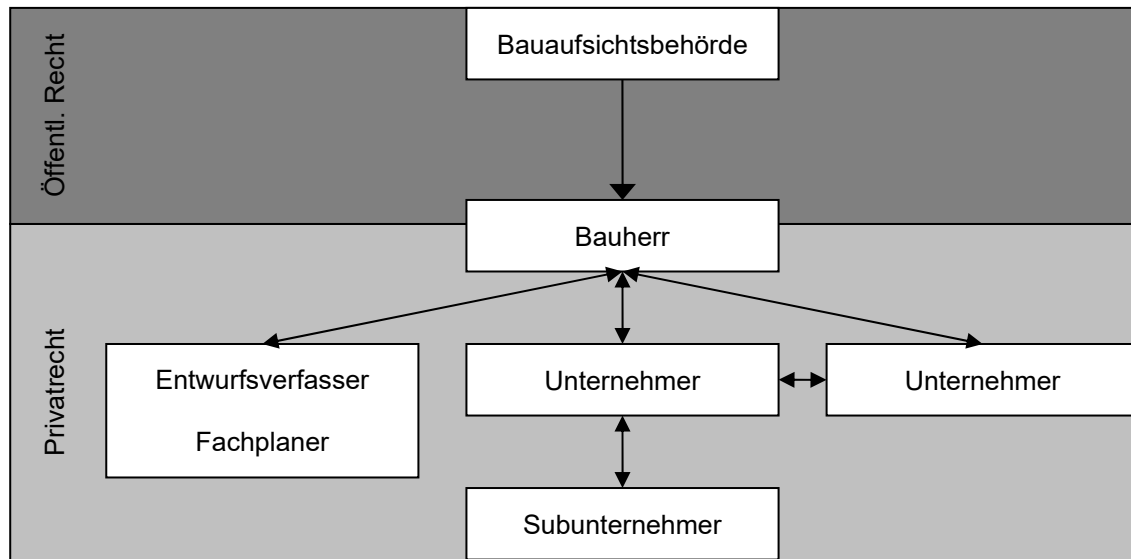 Öffentl. Recht
Bauaufsichtsbehörde
Bauherr
Privatrecht
Entwurfsverfasser
Fachplaner
Unternehmer
Unternehmer
Subunternehmer